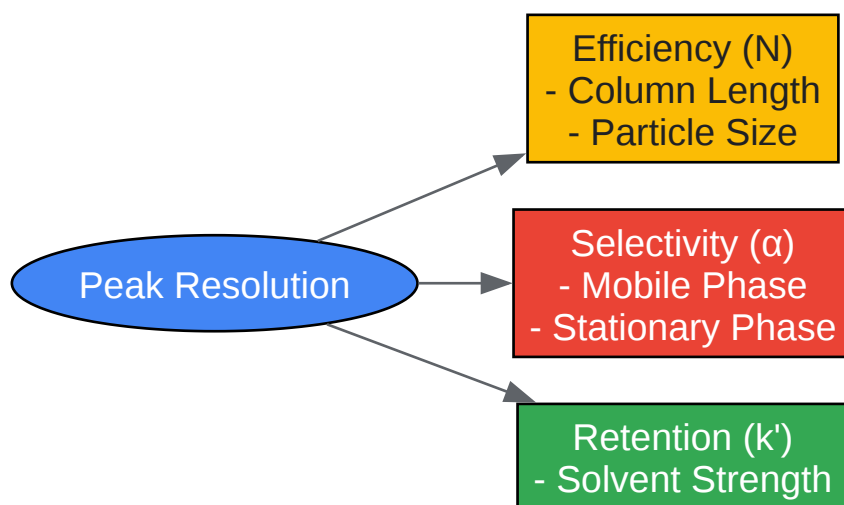 Efficiency (N)
- Column Length
- Particle Size
Peak Resolution
Selectivity (α)
- Mobile Phase
- Stationary Phase
Retention (k')
- Solvent Strength